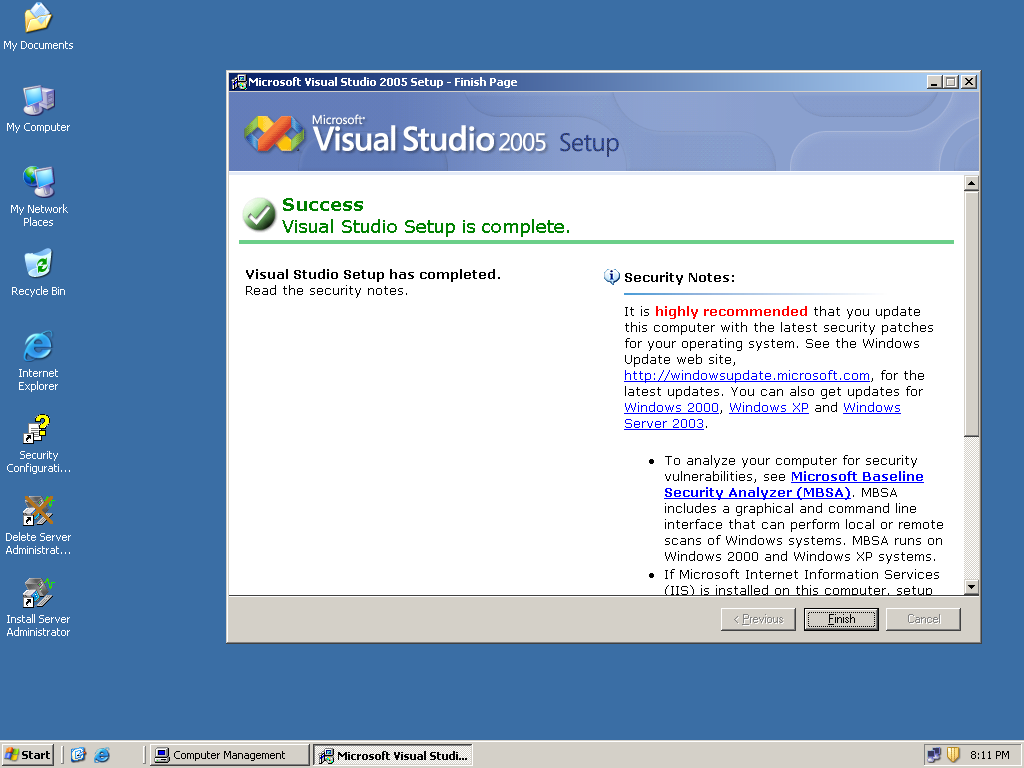 My Documents
My Computer
My Network
Places
Recycle Bin
Internet
Explorer
Security
Configurati...
Delete Server
Administrat...
Install Server
Administrator
Microsoft Visual Studio 2005 Setup - Finish Page
Microsoft®
Visual Studio 2005 Setup
Success
Visual Studio Setup is complete.
Visual Studio Setup has completed.
Read the security notes.
Security Notes:
It is highly recommended that you update
this computer with the latest security patches
for your operating system. See the Windows
Update web site,
http://windowsupdate.microsoft.com, for the
latest updates. You can also get updates for
Windows 2000, Windows XP and Windows
Server 2003.
• To analyze your computer for security
vulnerabilities, see Microsoft Baseline
Security Analyzer (MBSA). MBSA
includes a graphical and command line
interface that can perform local or remote
scans of Windows systems. MBSA runs on
Windows 2000 and Windows XP systems.
• If Microsoft Internet Information Services
(IIS) is installed on this computer, setup
< Previous
Finish
Cancel
Start
Computer Management
Microsoft Visual Studi...
8:11 PM